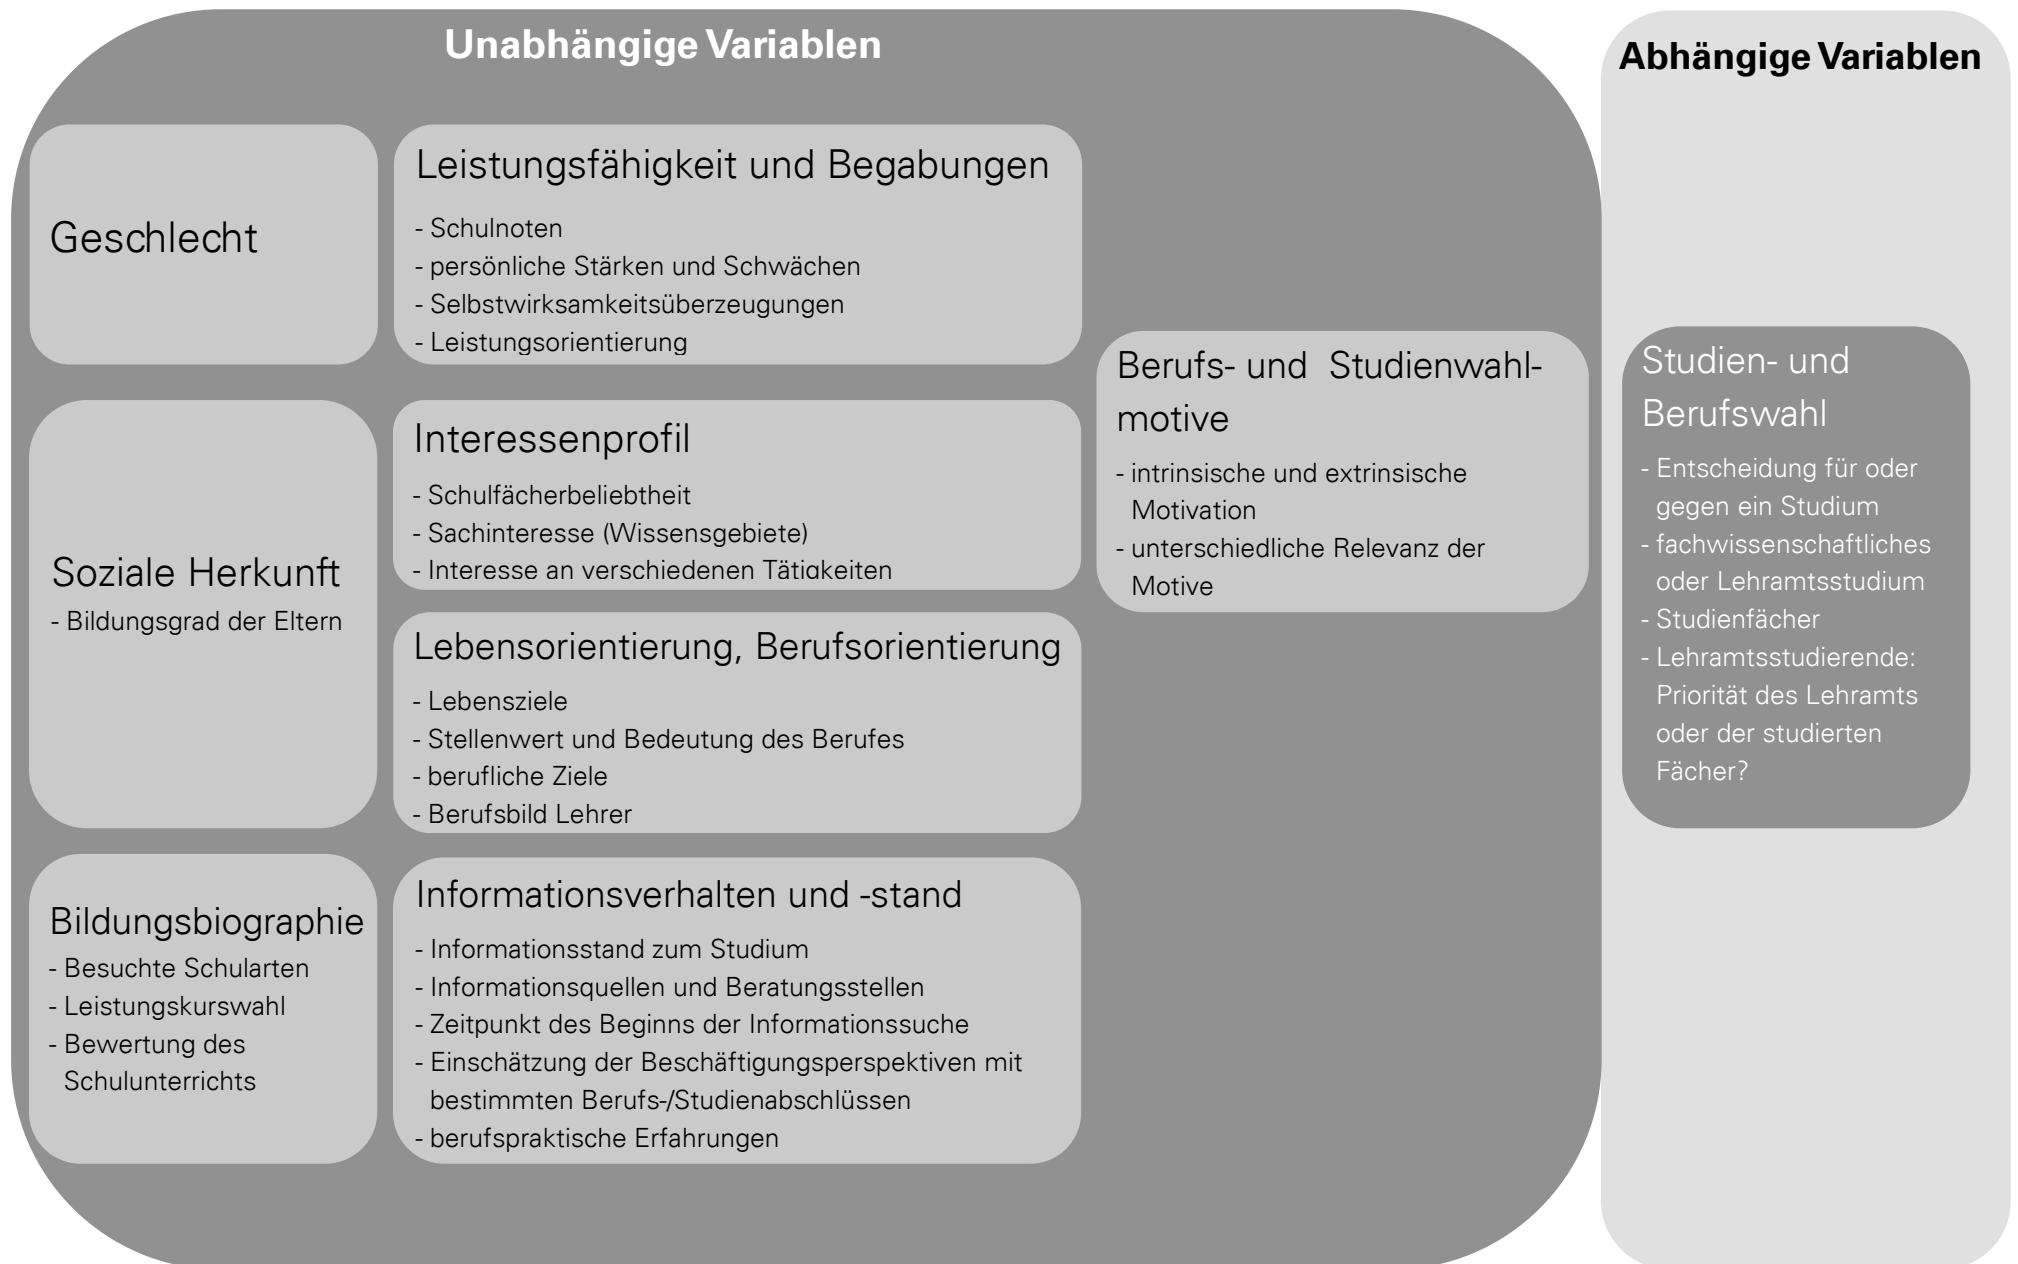 Unabhängige Variablen
Abhängige Variablen
Geschlecht
Soziale Herkunft
- Bildungsgrad der Eltern
Bildungsbiographie
- Besuchte Schularten
- Leistungskurswahl
- Bewertung des
Schulunterrichts
Leistungsfähigkeit und Begabungen
- Schulnoten
- persönliche Stärken und Schwächen
- Selbstwirksamkeitsüberzeugungen
- Leistungsorientierung
Interessenprofil
- Schulfächerbeliebtheit
- Sachinteresse (Wissensgebiete)
- Interesse an verschiedenen Tätigkeiten
Lebensorientierung, Berufsorientierung
- Lebensziele
- Stellenwert und Bedeutung des Berufes
- berufliche Ziele
- Berufsbild Lehrer
Informationsverhalten und -stand
- Informationsstand zum Studium
- Informationsquellen und Beratungsstellen
- Zeitpunkt des Beginns der Informationssuche
- Einschätzung der Beschäftigungsperspektiven mit
bestimmten Berufs-/Studienabschlüssen
- berufspraktische Erfahrungen
Berufs- und Studienwahl-
motive
- intrinsische und extrinsische
Motivation
- unterschiedliche Relevanz der
Motive
Studien- und
Berufswahl
- Entscheidung für oder
gegen ein Studium
- fachwissenschaftliches
oder Lehramtsstudium
- Studienfächer
- Lehramtsstudierende:
Priorität des Lehramts
oder der studierten
Fächer?